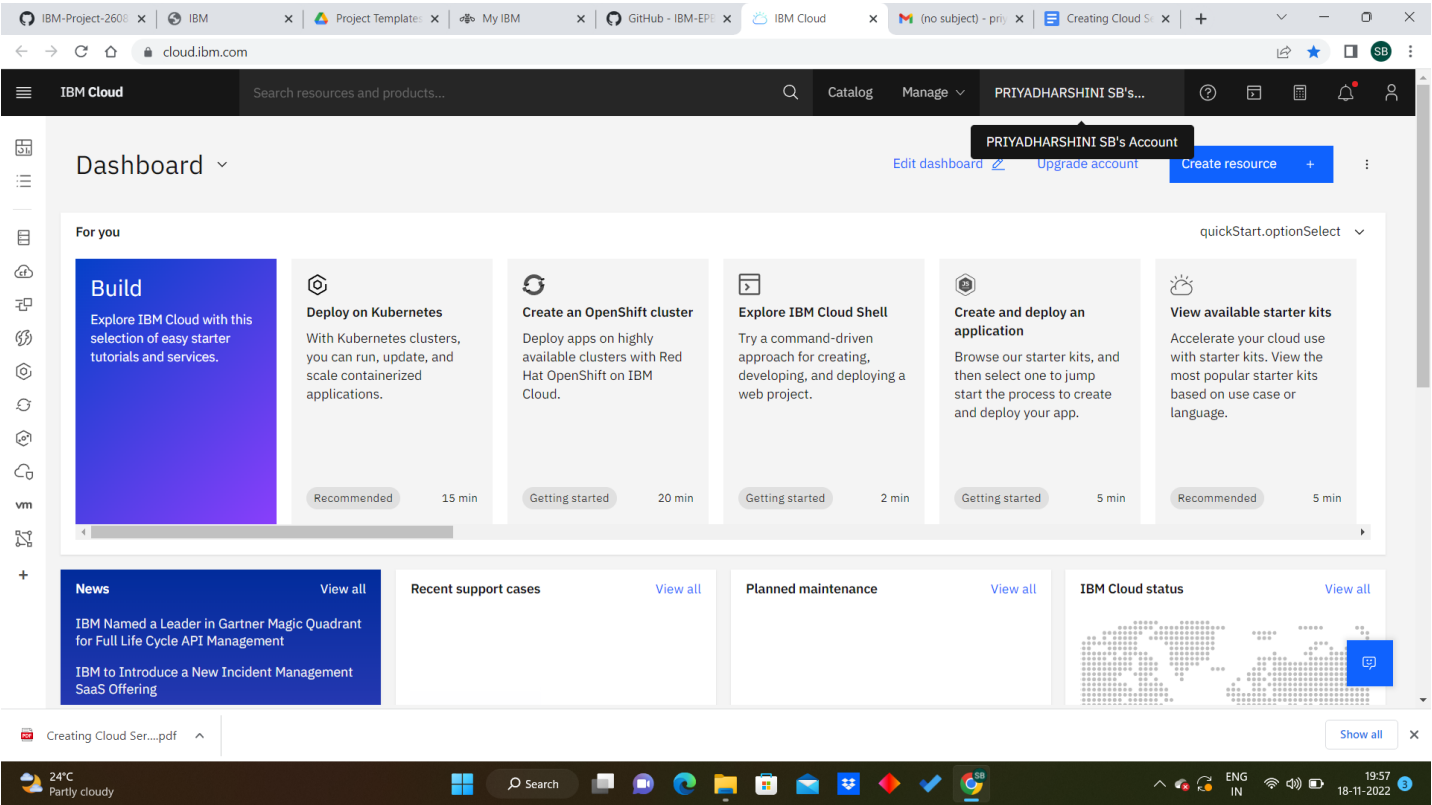 IBM-Project-2608
IBM
Project Templates
My IBM
GitHub - IBM-EPB
IBM Cloud
(no subject) - priy
Creating Cloud Se
cloud.ibm.com
SB
IBM Cloud
Search resources and products...
Catalog
Manage
PRIYADHARSHINI SB's...
PRIYADHARSHINI SB's Account
Dashboard
Edit dashboard
Upgrade account
Create resource +
For you
quickStart.optionSelect
Build
Explore IBM Cloud with this
selection of easy starter
tutorials and services.
Deploy on Kubernetes
With Kubernetes clusters,
you can run, update, and
scale containerized
applications.
Recommended
15 min
Create an OpenShift cluster
Deploy apps on highly
available clusters with Red
Hat OpenShift on IBM
Cloud.
Getting started
20 min
Explore IBM Cloud Shell
Try a command-driven
approach for creating,
developing, and deploying a
web project.
Getting started
2 min
Create and deploy an
application
Browse our starter kits, and
then select one to jump
start the process to create
and deploy your app.
Getting started
5 min
View available starter kits
Accelerate your cloud use
with starter kits. View the
most popular starter kits
based on use case or
language.
Recommended
5 min
vm
News
View all
IBM Named a Leader in Gartner Magic Quadrant
for Full Life Cycle API Management
IBM to Introduce a New Incident Management
SaaS Offering
Recent support cases
View all
Planned maintenance
View all
IBM Cloud status
View all
Creating Cloud Ser....pdf
Show all
24°C
Partly cloudy
Search
SB
ENG
IN
19:57
18-11-2022
3